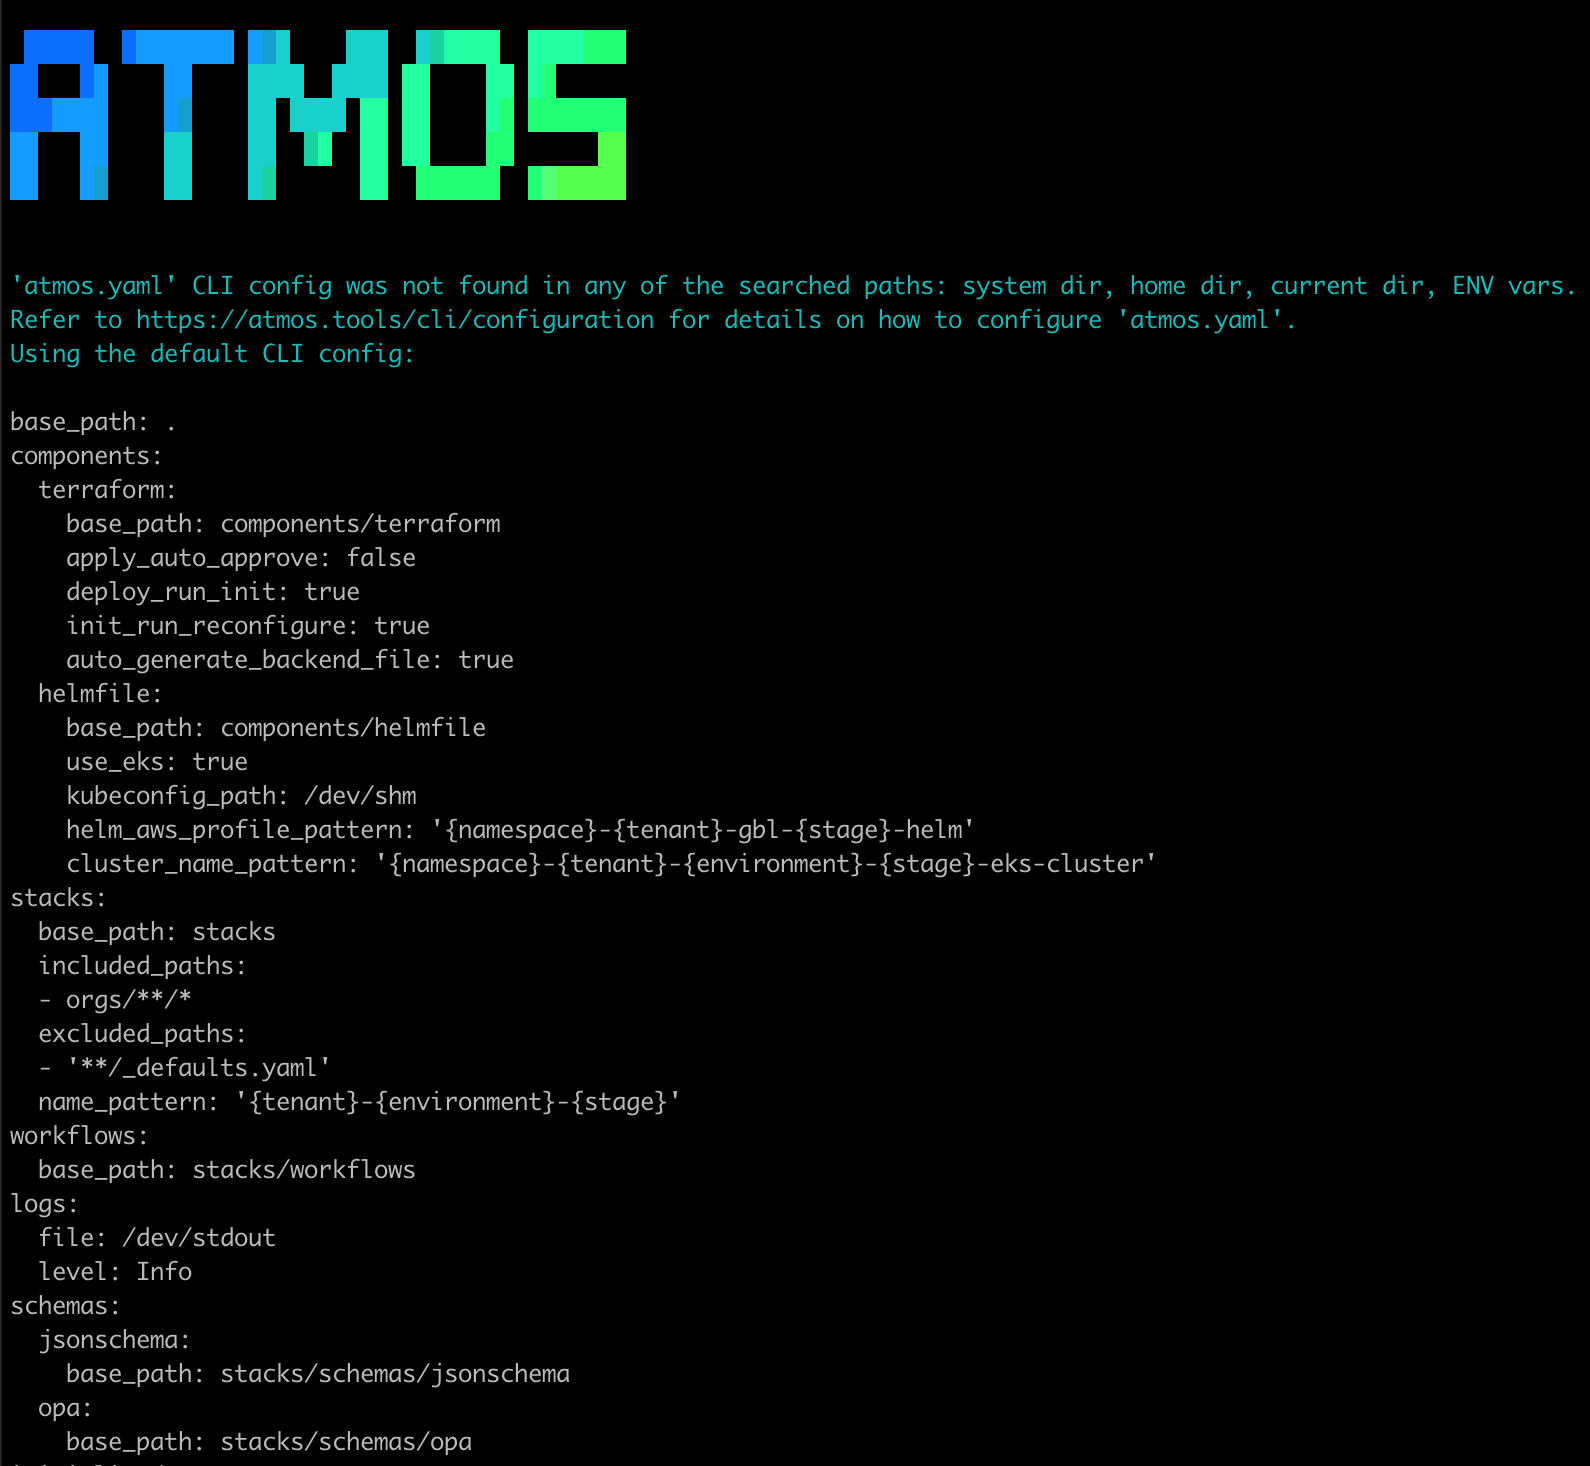 ATMOS
'atmos.yaml' CLI config was not found in any of the searched paths: system dir, home dir, current dir, ENV vars.
Refer to https://atmos.tools/cli/configuration for details on how to configure 'atmos.yaml'.
Using the default CLI config:
base_path: .
components:
  terraform:
    base_path: components/terraform
    apply_auto_approve: false
    deploy_run_init: true
    init_run_reconfigure: true
    auto_generate_backend_file: true
  helmfile:
    base_path: components/helmfile
    use_eks: true
    kubeconfig_path: /dev/shm
    helm_aws_profile_pattern: '{namespace}-{tenant}-gbl-{stage}-helm'
    cluster_name_pattern: '{namespace}-{tenant}-{environment}-{stage}-eks-cluster'
stacks:
  base_path: stacks
  included_paths:
  - orgs/**/*
  excluded_paths:
  - '**/_defaults.yaml'
  name_pattern: '{tenant}-{environment}-{stage}'
workflows:
  base_path: stacks/workflows
logs:
  file: /dev/stdout
  level: Info
schemas:
  jsonschema:
    base_path: stacks/schemas/jsonschema
  opa:
    base_path: stacks/schemas/opa